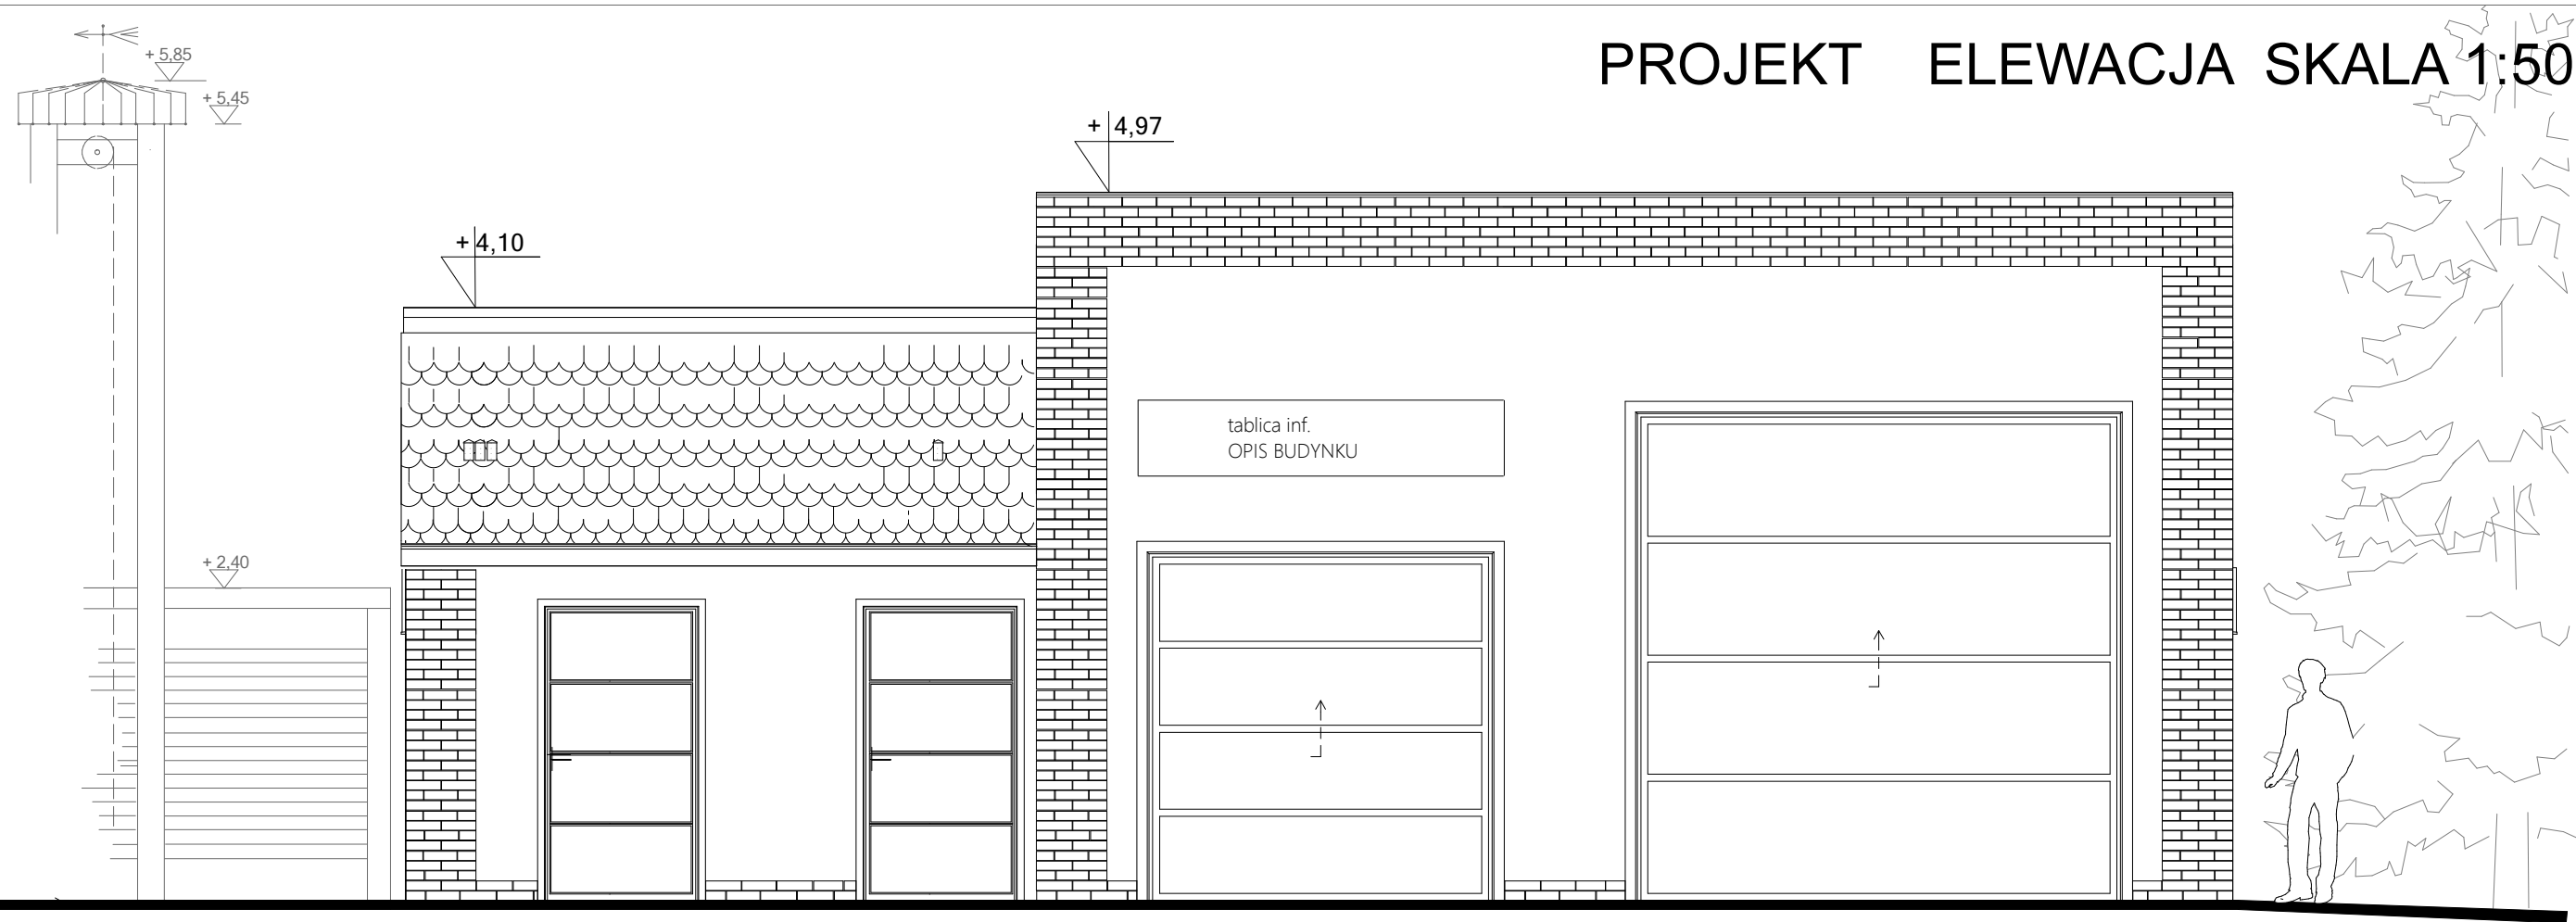 PROJEKT ELEWACJA SKALA 1:50
+ 5,85
+ 5,45
+ 4,97
+ 4,10
tablica inf.
OPIS BUDYNKU
+ 2,40